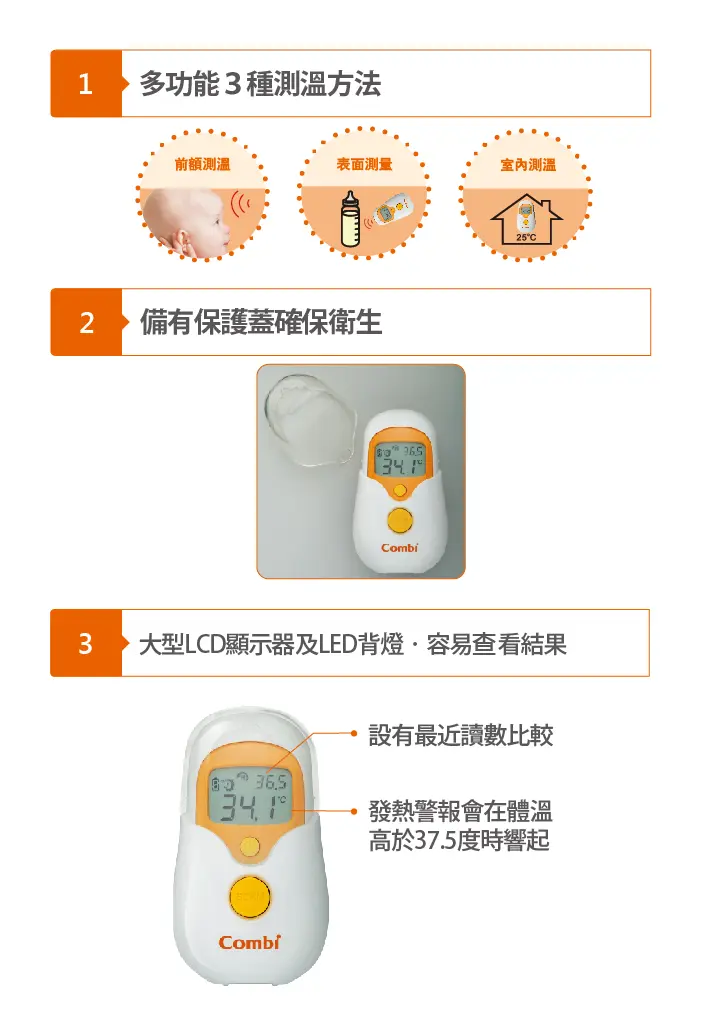 1
多功能3種測溫方法
前額測溫
表面測量
室內測溫
25°C
2
備有保護蓋確保衛生
36.5
34.1°C
Combi
3
大型LCD顯示器及LED背燈．容易查看結果
設有最近讀數比較
36.5
34.1°C
發熱警報會在體溫
高於37.5度時響起
Combi